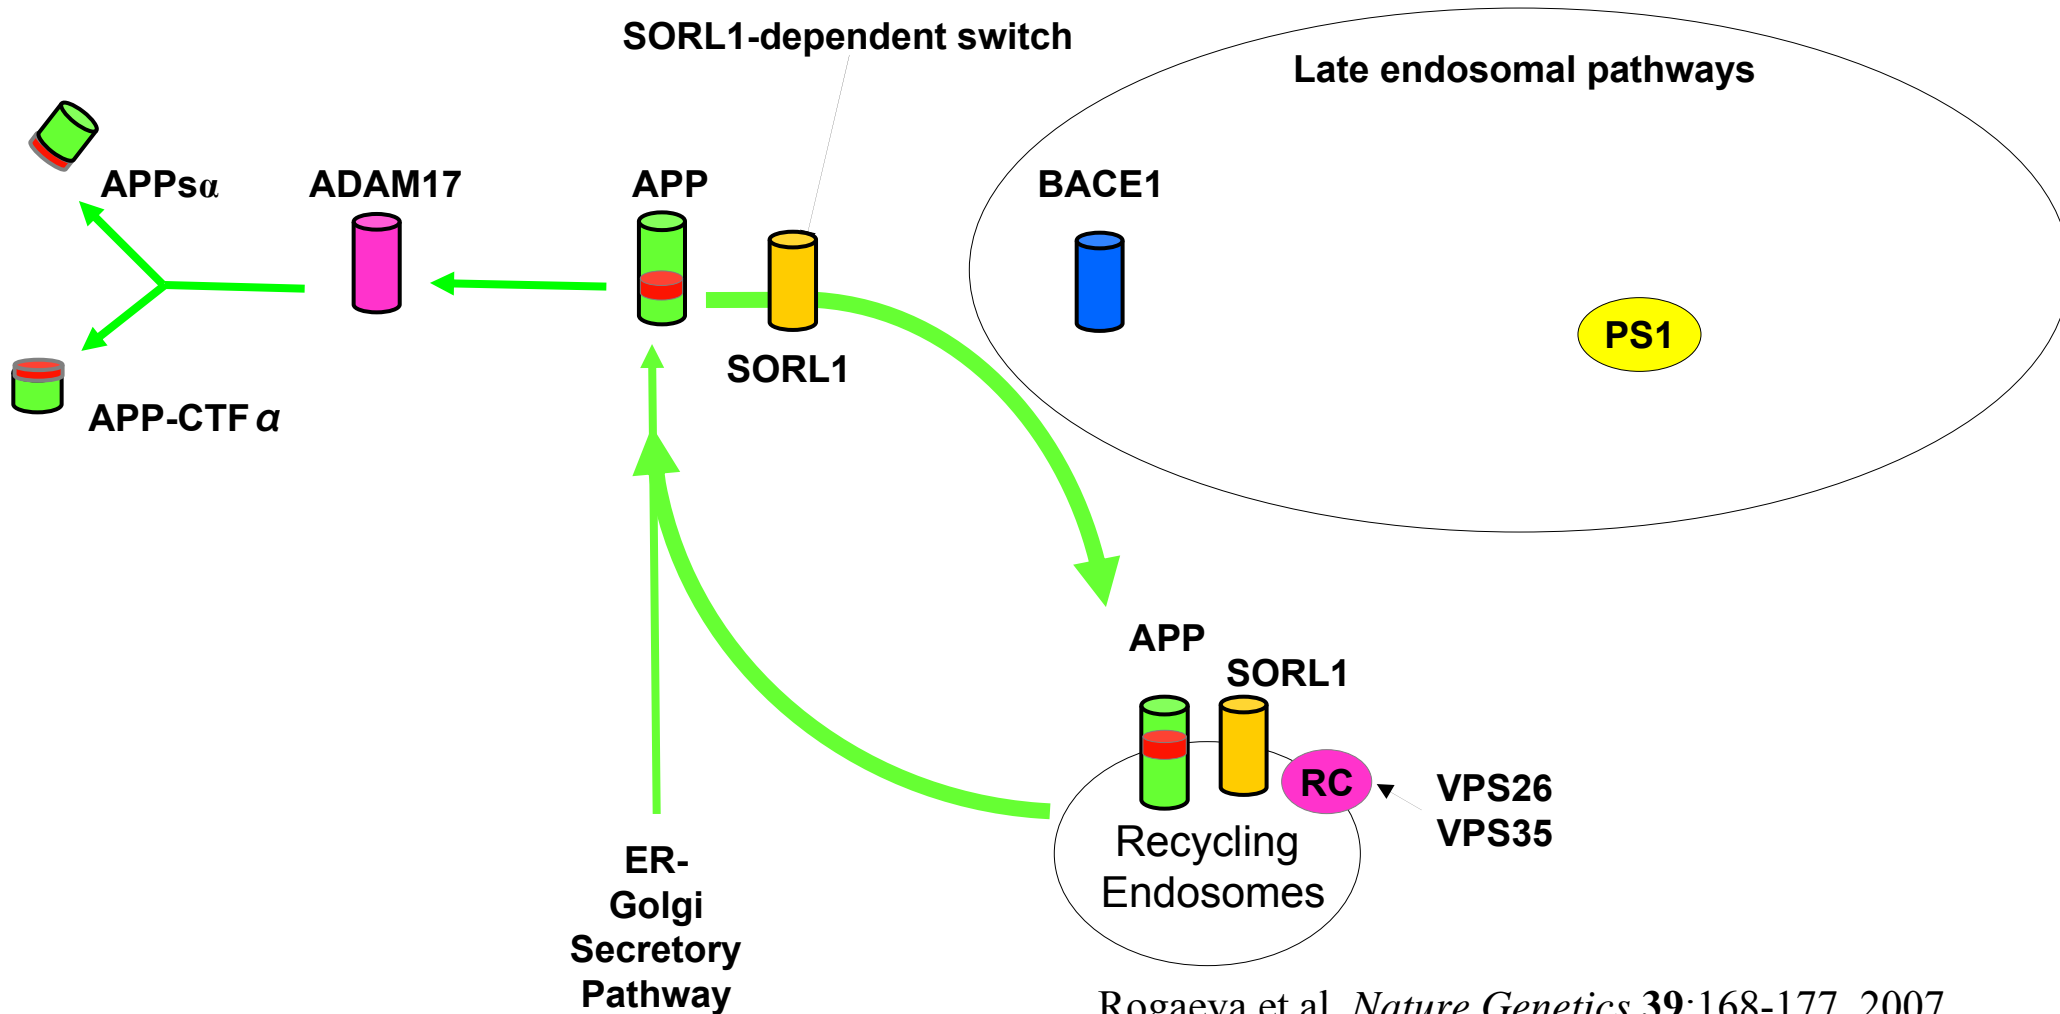 SORL1-dependent switch
Late endosomal pathways
APPsα
ADAM17
APP
BACE1
SORL1
PS1
APP-CTF α
APP
SORL1
RC
VPS26
VPS35
Recycling
Endosomes
ER-
Golgi
Secretory
Pathway
Rogaeva et al. Nature Genetics 39:168-177, 2007